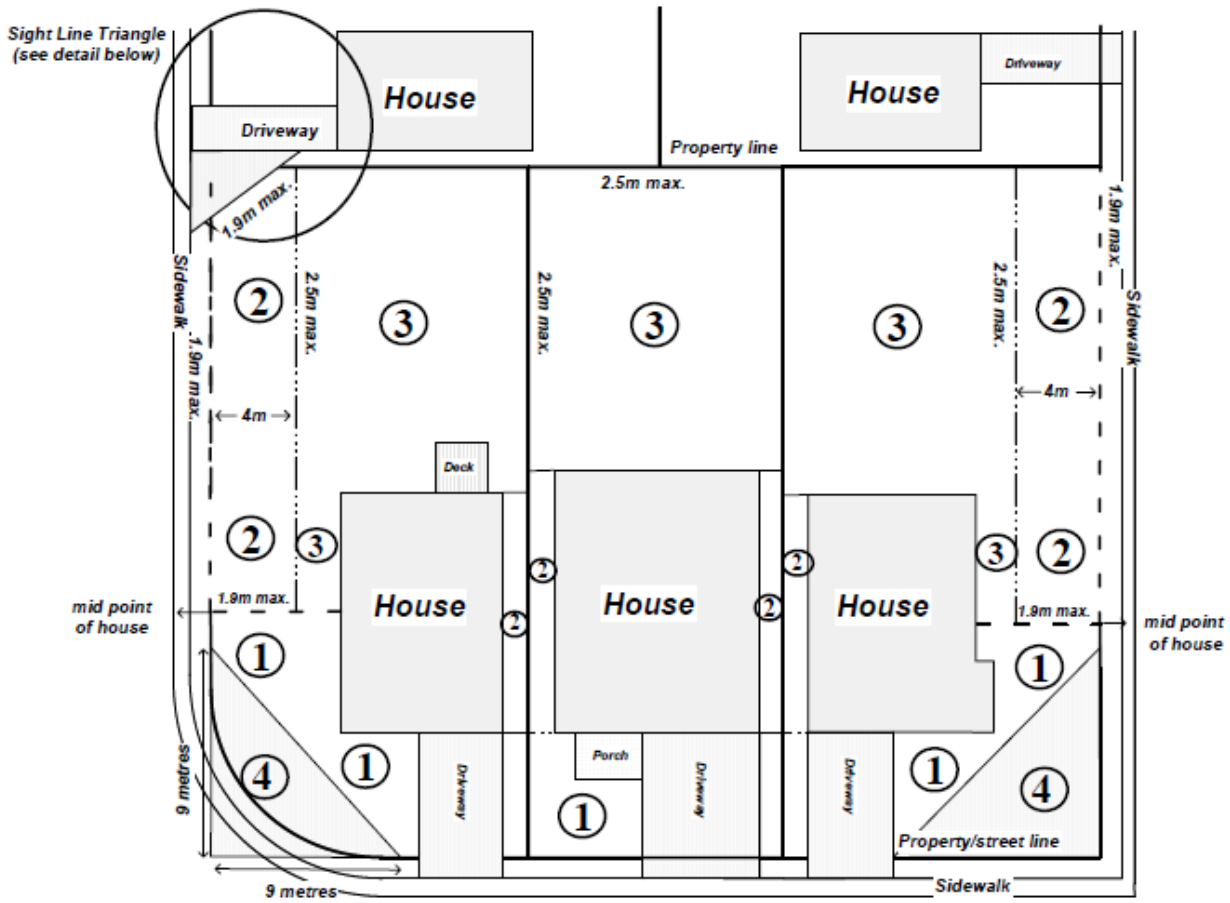 Sight Line Triangle
(see detail below)
House
House
Driveway
Driveway
Property line
2.5m max.
1.9m max.
1.9m max.
Sidewalk
2
2.5m max.
3
2.5m max.
3
3
2.5m max.
2
Sidewalk
1.9m max.
4m
4m
Deck
2
3
2
2
3
2
1.9m max.
1.9m max.
mid point
of house
House
2
House
2
House
mid point
of house
1
1
9 metres
4
1
Driveway
Porch
1
Driveway
Driveway
1
4
Property/street line
9 metres
Sidewalk